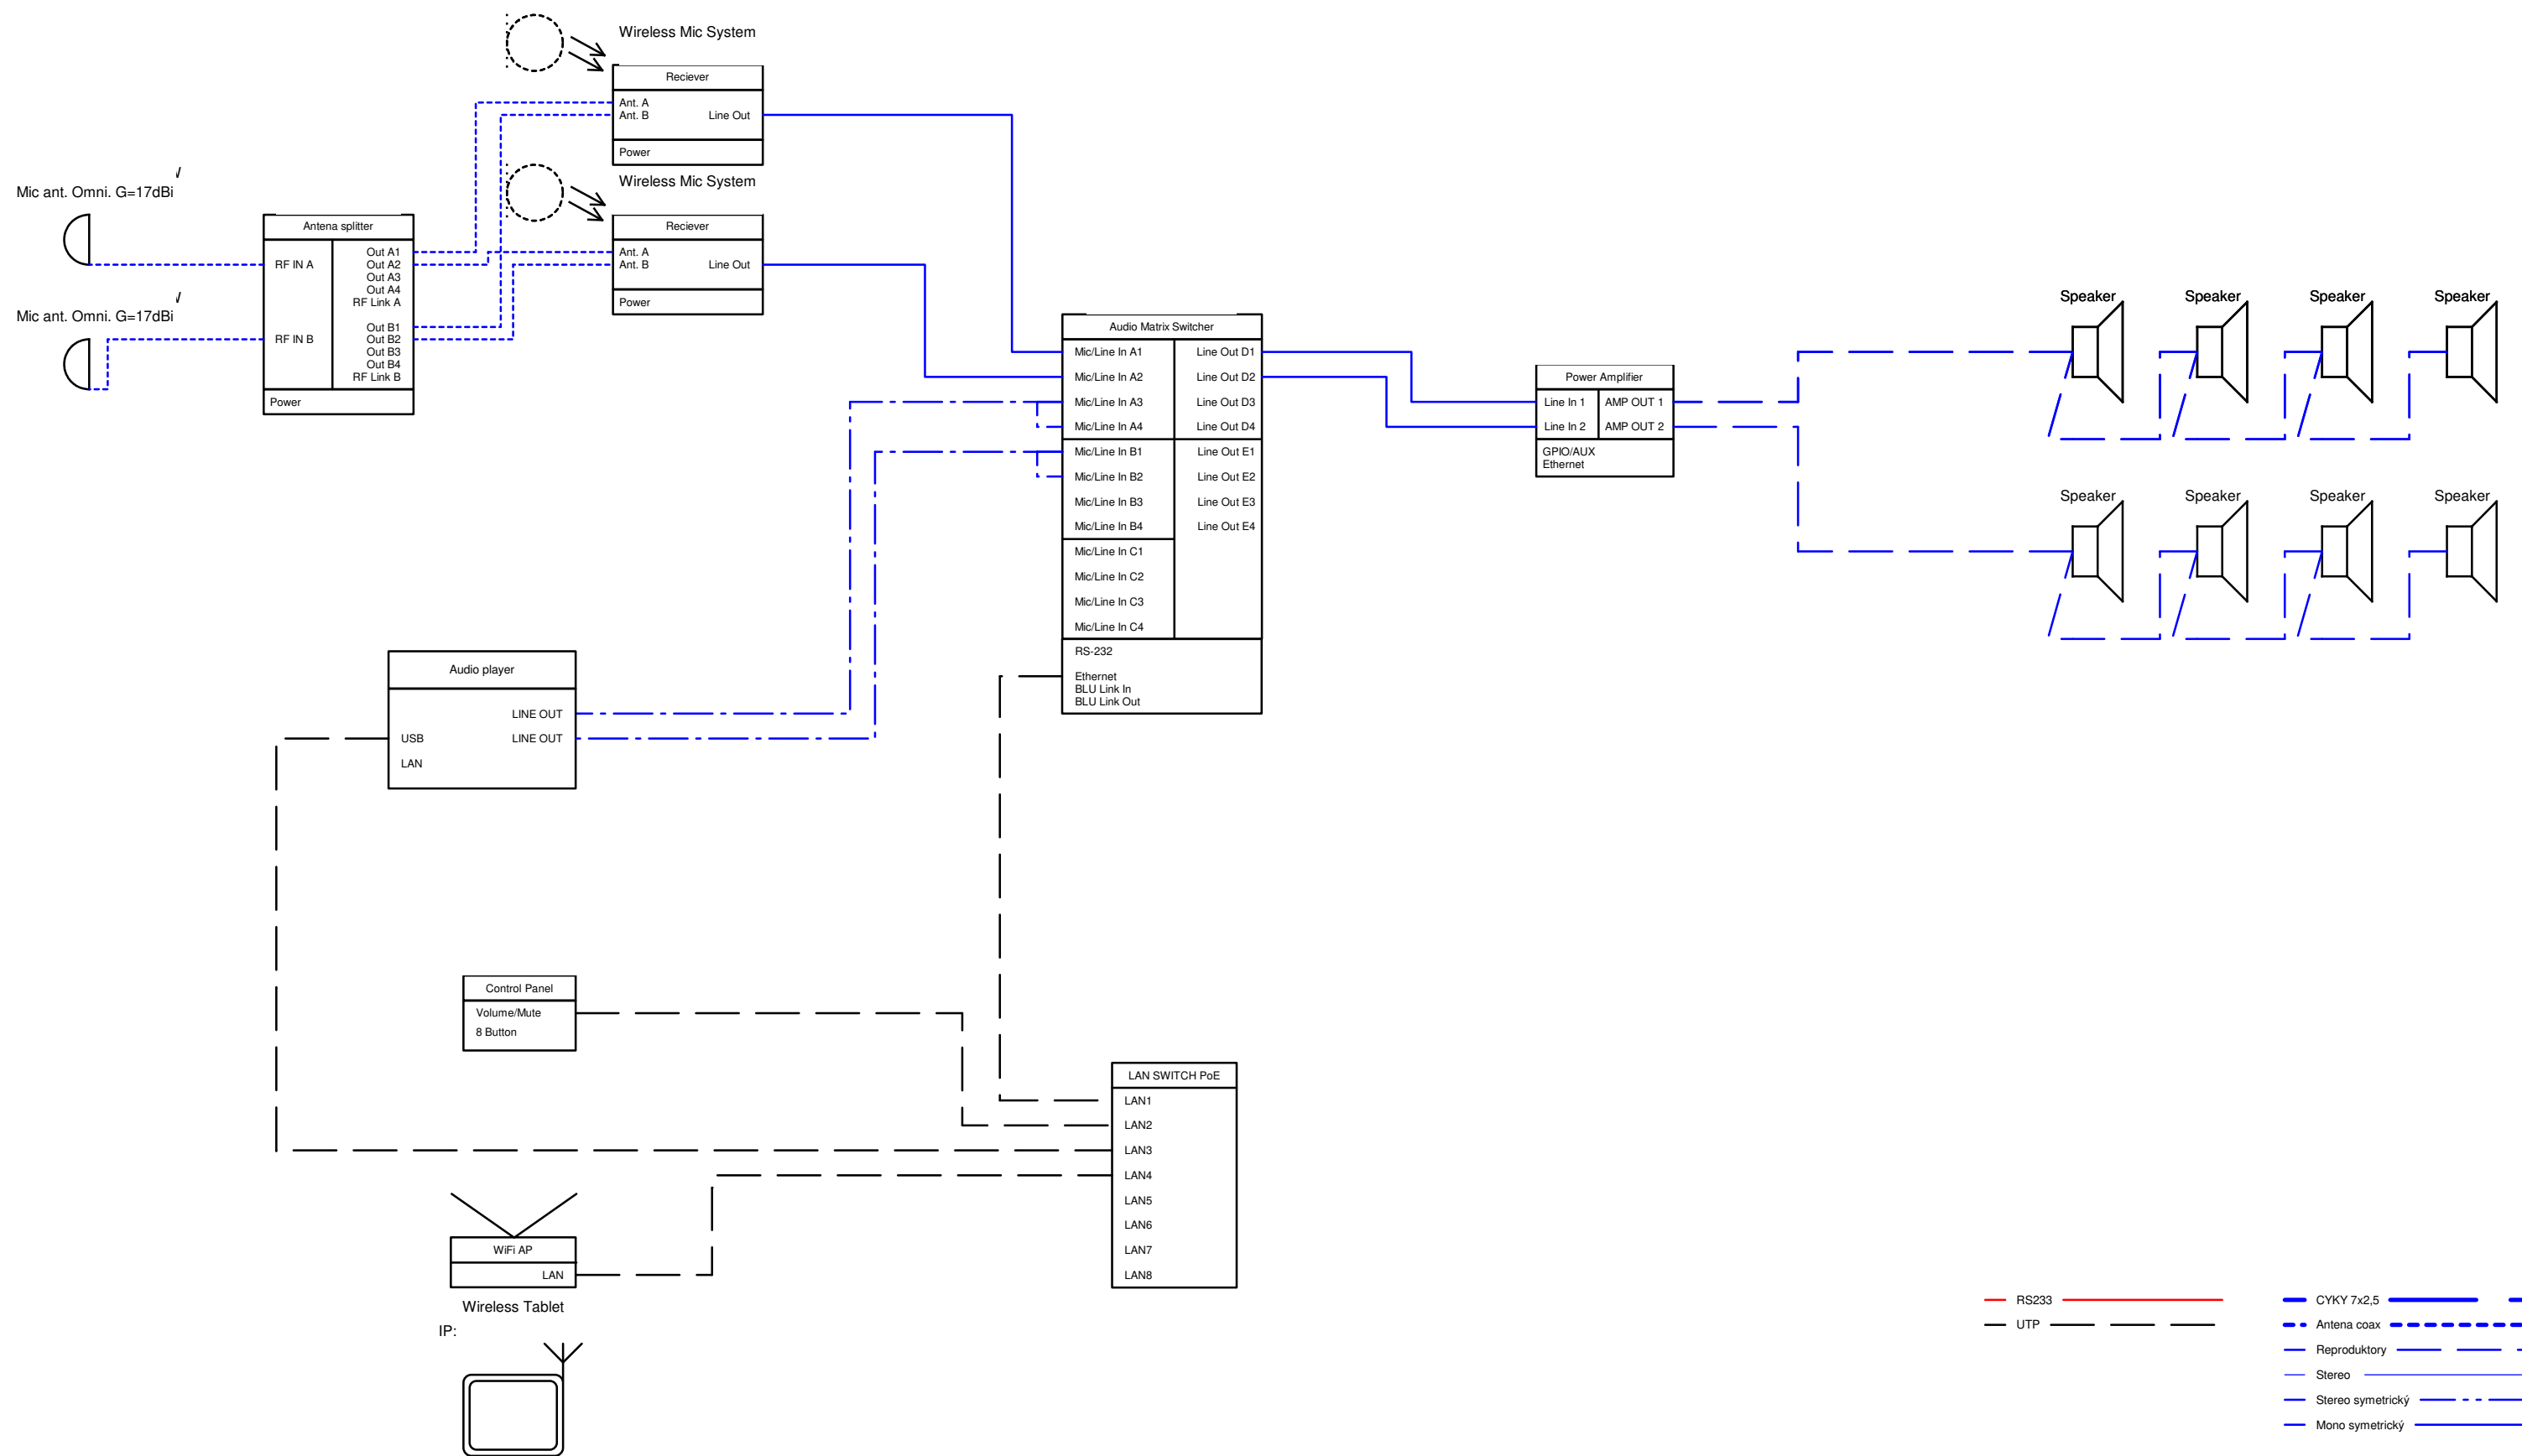 Wireless Mic System
Reciever
Ant. A
Ant. B
Line Out
Power
Wireless Mic System
Reciever
Ant. A
Ant. B
Line Out
Power
Mic ant. Omni. G=17dBi
Mic ant. Omni. G=17dBi
Antena splitter
RF IN A
RF IN B
Out A1
Out A2
Out A3
Out A4
RF Link A
Out B1
Out B2
Out B3
Out B4
RF Link B
Power
Audio Matrix Switcher
Mic/Line In A1
Mic/Line In A2
Mic/Line In A3
Mic/Line In A4
Mic/Line In B1
Mic/Line In B2
Mic/Line In B3
Mic/Line In B4
Mic/Line In C1
Mic/Line In C2
Mic/Line In C3
Mic/Line In C4
Line Out D1
Line Out D2
Line Out D3
Line Out D4
Line Out E1
Line Out E2
Line Out E3
Line Out E4
RS-232
Ethernet
BLU Link In
BLU Link Out
Power Amplifier
Line In 1
Line In 2
AMP OUT 1
AMP OUT 2
GPIO/AUX
Ethernet
Speaker
Speaker
Speaker
Speaker
Speaker
Speaker
Speaker
Speaker
Audio player
LINE OUT
USB
LINE OUT
LAN
Control Panel
Volume/Mute
8 Button
LAN SWITCH PoE
LAN1
LAN2
LAN3
LAN4
LAN5
LAN6
LAN7
LAN8
WiFi AP
LAN
Wireless Tablet
IP:
RS233
UTP
CYKY 7x2,5
Antena coax
Reproduktory
Stereo
Stereo symetrický
Mono symetrický